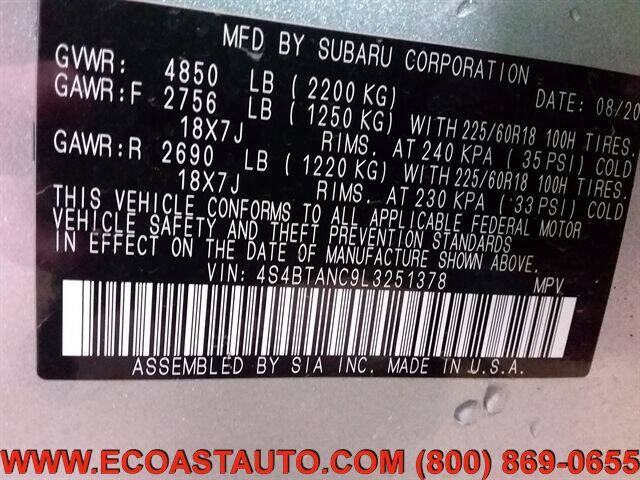 MFD BY SUBARU CORPORATION
GVWR: 4850 LB ( 2200 KG) DATE: 08/20
GAWR:F 2756 LB ( 1250 KG) WITH 225/60R18 100H TIRES.
18X7J RIMS. AT 240 KPA ( 35 PSI) COLD
GAWR:R 2690 LB ( 1220 KG) WITH 225/60R18 100H TIRES.
18X7J RIMS. AT 230 KPA ( 33 PSI) COLD
THIS VEHICLE CONFORMS TO ALL APPLICABLE FEDERAL MOTOR
VEHICLE SAFETY AND THEFT PREVENTION STANDARDS
IN EFFECT ON THE DATE OF MANUFACTURE SHOWN ABOVE.
VIN: 4S4BTANC9L3251378 MPV
ASSEMBLED BY SIA INC. MADE IN U.S.A.
WWW.ECOASTAUTO.COM (800) 869-0655